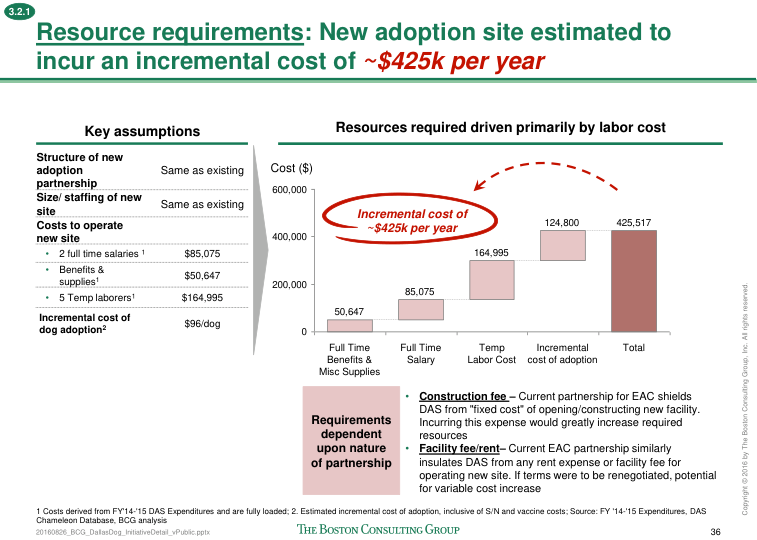 3.2.1
Resource requirements: New adoption site estimated to
incur an incremental cost of ~$425k per year
Key assumptions
Structure of new
adoption
partnership
Same as existing
Size/ staffing of new
site
Same as existing
Costs to operate
new site
• 2 full time salaries ¹
$85,075
• Benefits &
supplies¹
$50,647
• 5 Temp laborers¹
$164,995
Incremental cost of
dog adoption²
$96/dog
Resources required driven primarily by labor cost
Cost ($)
600,000
400,000
200,000
0
Incremental cost of
~$425k per year
50,647
85,075
164,995
124,800
425,517
Full Time
Benefits &
Misc Supplies
Full Time
Salary
Temp
Labor Cost
Incremental
cost of adoption
Total
Requirements
dependent
upon nature
of partnership
• Construction fee – Current partnership for EAC shields
DAS from "fixed cost" of opening/constructing new facility.
Incurring this expense would greatly increase required
resources
• Facility fee/rent– Current EAC partnership similarly
insulates DAS from any rent expense or facility fee for
operating new site. If terms were to be renegotiated, potential
for variable cost increase
1 Costs derived from FY'14-'15 DAS Expenditures and are fully loaded; 2. Estimated incremental cost of adoption, inclusive of S/N and vaccine costs; Source: FY '14-'15 Expenditures, DAS
Chameleon Database, BCG analysis
20160826_BCG_DallasDog_InitiativeDetail_vPublic.pptx
THE BOSTON CONSULTING GROUP
36
Copyright © 2016 by The Boston Consulting Group, Inc. All rights reserved.